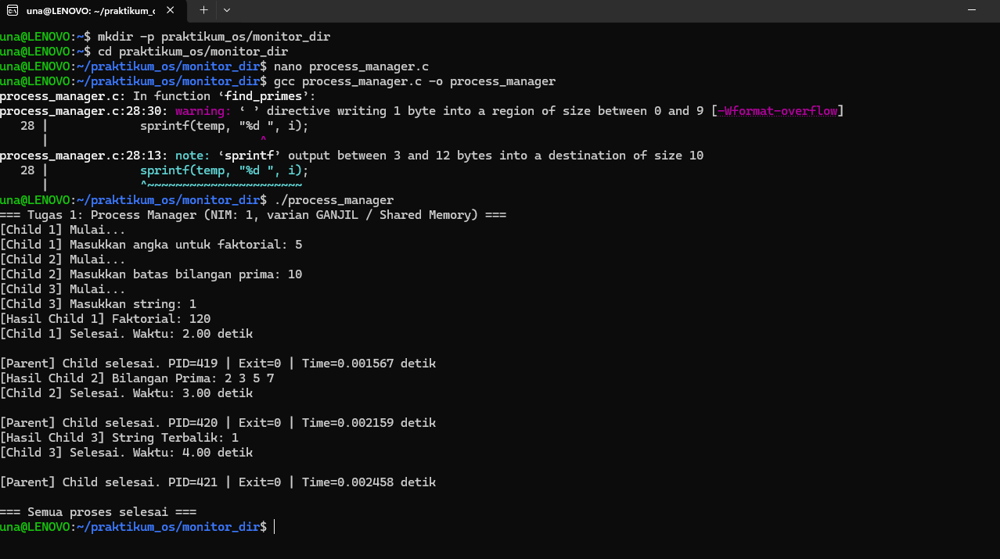 una@LENOVO: ~/praktikum_o
una@LENOVO:~$ mkdir -p praktikum_os/monitor_dir
una@LENOVO:~$ cd praktikum_os/monitor_dir
una@LENOVO:~/praktikum_os/monitor_dir$ nano process_manager.c
una@LENOVO:~/praktikum_os/monitor_dir$ gcc process_manager.c -o process_manager
process_manager.c: In function ‘find_primes’:
process_manager.c:28:30: warning: ‘ ’ directive writing 1 byte into a region of size between 0 and 9 [-Wformat-overflow]
   28 |             sprintf(temp, "%d ", i);
      |                              ^
process_manager.c:28:13: note: ‘sprintf’ output between 3 and 12 bytes into a destination of size 10
   28 |             sprintf(temp, "%d ", i);
      |             ^~~~~~~~~~~~~~~~~~~~~~~
una@LENOVO:~/praktikum_os/monitor_dir$ ./process_manager
=== Tugas 1: Process Manager (NIM: 1, varian GANJIL / Shared Memory) ===
[Child 1] Mulai...
[Child 1] Masukkan angka untuk faktorial: 5
[Child 2] Mulai...
[Child 2] Masukkan batas bilangan prima: 10
[Child 3] Mulai...
[Child 3] Masukkan string: 1
[Hasil Child 1] Faktorial: 120
[Child 1] Selesai. Waktu: 2.00 detik
[Parent] Child selesai. PID=419 | Exit=0 | Time=0.001567 detik
[Hasil Child 2] Bilangan Prima: 2 3 5 7
[Child 2] Selesai. Waktu: 3.00 detik
[Parent] Child selesai. PID=420 | Exit=0 | Time=0.002159 detik
[Hasil Child 3] String Terbalik: 1
[Child 3] Selesai. Waktu: 4.00 detik
[Parent] Child selesai. PID=421 | Exit=0 | Time=0.002458 detik
=== Semua proses selesai ===
una@LENOVO:~/praktikum_os/monitor_dir$